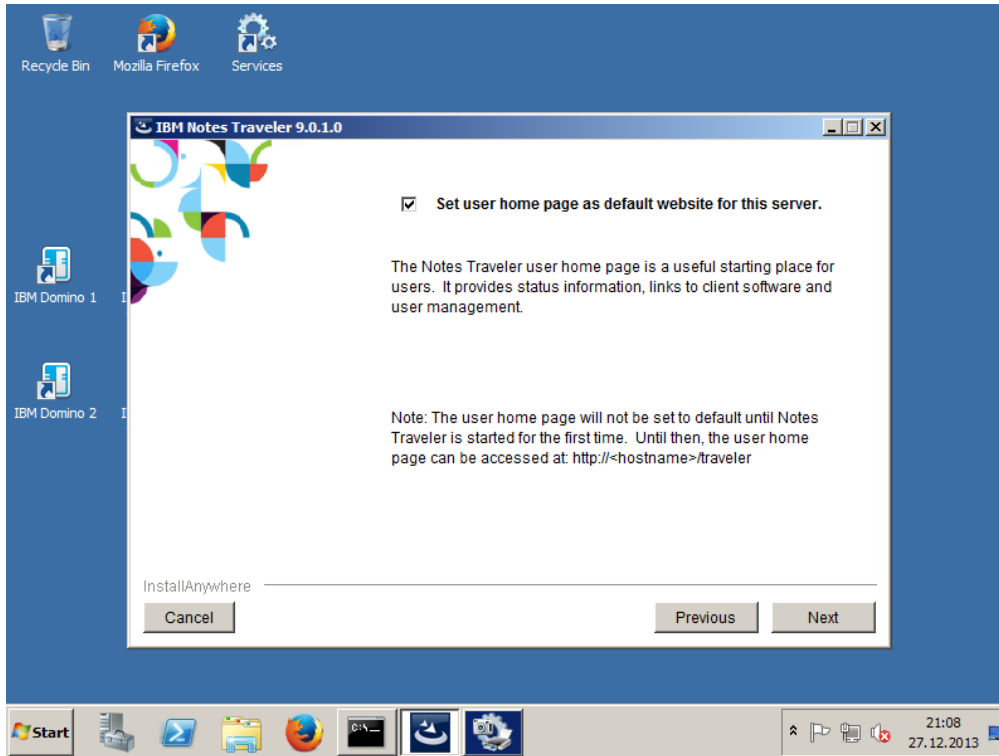 Recycle Bin
Mozilla Firefox
Services
IBM Notes Traveler 9.0.1.0
Set user home page as default website for this server.
The Notes Traveler user home page is a useful starting place for
users. It provides status information, links to client software and
user management.
IBM Domino 1
IBM Domino 2
Note: The user home page will not be set to default until Notes
Traveler is started for the first time. Until then, the user home
page can be accessed at: http://<hostname>/traveler
InstallAnywhere
Cancel
Previous
Next
Start
C:\_
21:08
27.12.2013